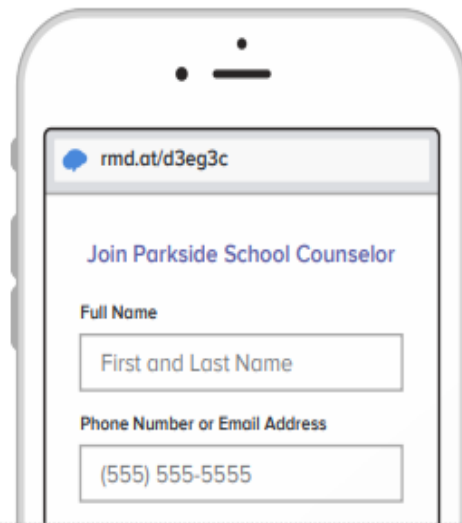 rmd.at/d3eg3c
Join Parkside School Counselor
Full Name
First and Last Name
Phone Number or Email Address
(555) 555-5555